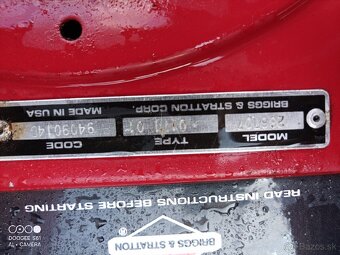 BRIGGS & STRATTON CORP.
MADE IN USA
MODEL
TYPE
CODE
94090146
READ INSTRUCTIONS BEFORE STARTING
BRIGGS & STRATTON
DOOGEE S61
AI+CAMERA
bazos.sk